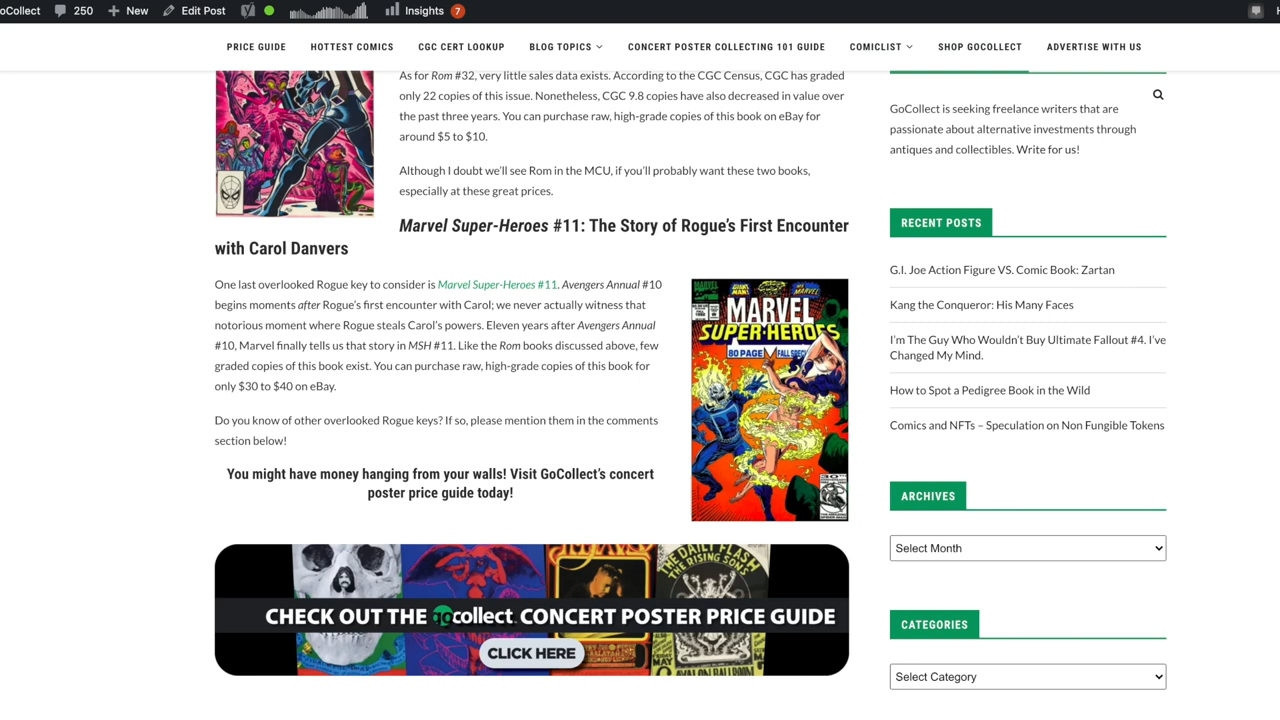 oCollect 250 New Edit Post Insights 7
PRICE GUIDE HOTTEST COMICS CGC CERT LOOKUP BLOG TOPICS CONCERT POSTER COLLECTING 101 GUIDE COMICLIST SHOP GOCOLLECT ADVERTISE WITH US
As for Rom #32, very little sales data exists. According to the CGC Census, CGC has graded
only 22 copies of this issue. Nonetheless, CGC 9.8 copies have also decreased in value over
the past three years. You can purchase raw, high-grade copies of this book on eBay for
around $5 to $10.
Although I doubt we'll see Rom in the MCU, if you'll probably want these two books,
especially at these great prices.
Marvel Super-Heroes #11: The Story of Rogue's First Encounter
with Carol Danvers
One last overlooked Rogue key to consider is Marvel Super-Heroes #11. Avengers Annual #10
begins moments after Rogue's first encounter with Carol; we never actually witness that
notorious moment where Rogue steals Carol's powers. Eleven years after Avengers Annual
#10, Marvel finally tells us that story in MSH #11. Like the Rom books discussed above, few
graded copies of this book exist. You can purchase raw, high-grade copies of this book for
only $30 to $40 on eBay.
Do you know of other overlooked Rogue keys? If so, please mention them in the comments
section below!
You might have money hanging from your walls! Visit GoCollect's concert
poster price guide today!
MARVEL
SUPER-HEROES
80 PAGE FALL SPECIAL
THE DAILY FLASH
THE RISING SONS
CHECK OUT THE gocollect CONCERT POSTER PRICE GUIDE
CLICK HERE
AVALON BALLROOM
GoCollect is seeking freelance writers that are
passionate about alternative investments through
antiques and collectibles. Write for us!
RECENT POSTS
G.I. Joe Action Figure VS. Comic Book: Zartan
Kang the Conqueror: His Many Faces
I'm The Guy Who Wouldn't Buy Ultimate Fallout #4. I've
Changed My Mind.
How to Spot a Pedigree Book in the Wild
Comics and NFTs – Speculation on Non Fungible Tokens
ARCHIVES
Select Month
CATEGORIES
Select Category